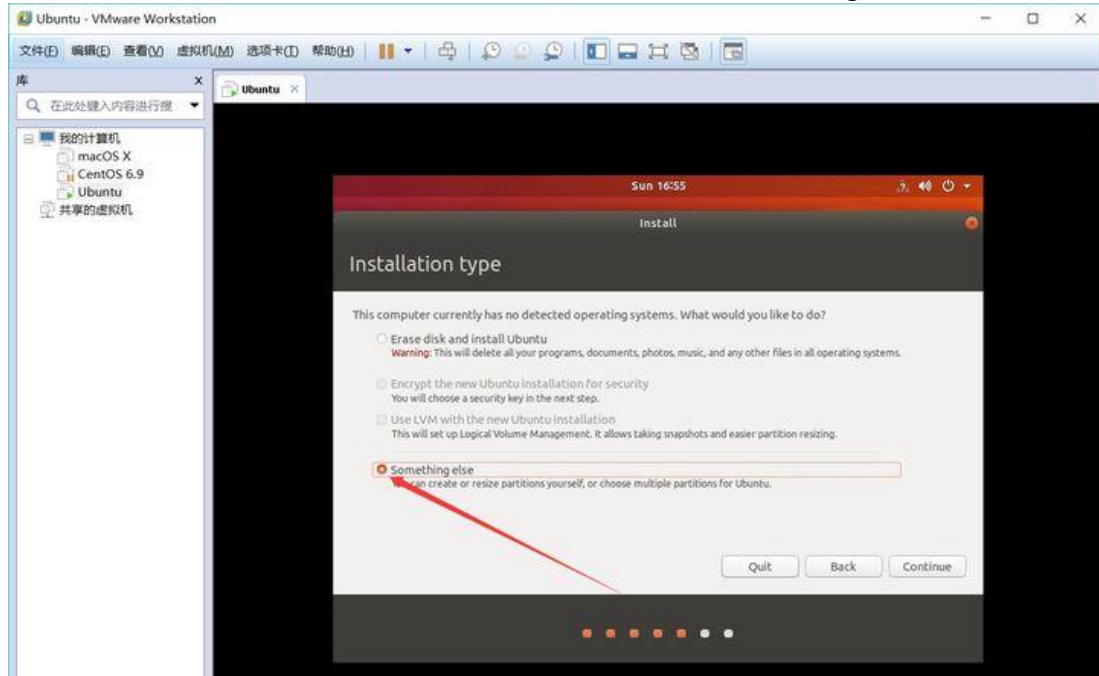 Ubuntu - VMware Workstation
文件(F) 编辑(E) 查看(V) 虚拟机(M) 选项卡(T) 帮助(H)
库
Ubuntu
在此处键入内容进行搜
我的计算机
macOS X
CentOS 6.9
Ubuntu
共享的虚拟机
Sun 16:55
Install
Installation type
This computer currently has no detected operating systems. What would you like to do?
Erase disk and install Ubuntu
Warning: This will delete all your programs, documents, photos, music, and any other files in all operating systems.
Encrypt the new Ubuntu installation for security
You will choose a security key in the next step.
Use LVM with the new Ubuntu installation
This will set up Logical Volume Management. It allows taking snapshots and easier partition resizing.
Something else
can create or resize partitions yourself, or choose multiple partitions for Ubuntu.
Quit Back Continue